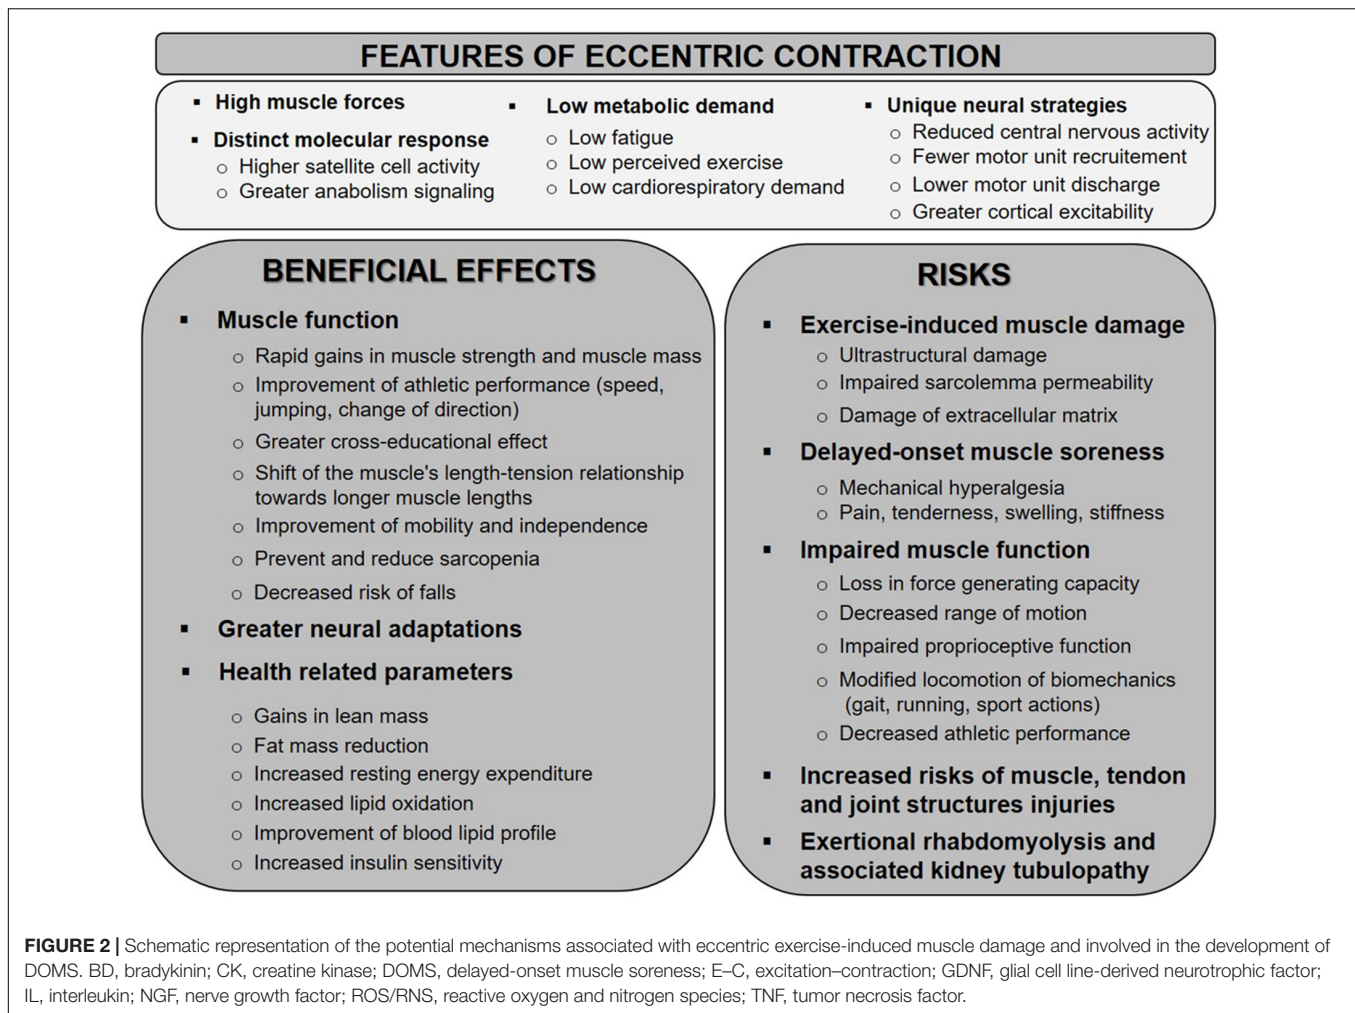 FEATURES OF ECCENTRIC CONTRACTION
▪ High muscle forces
▪ Distinct molecular response
o Higher satellite cell activity
o Greater anabolism signaling
▪ Low metabolic demand
o Low fatigue
o Low perceived exercise
o Low cardiorespiratory demand
▪ Unique neural strategies
o Reduced central nervous activity
o Fewer motor unit recruitement
o Lower motor unit discharge
o Greater cortical excitability
BENEFICIAL EFFECTS
▪ Muscle function
o Rapid gains in muscle strength and muscle mass
o Improvement of athletic performance (speed,
jumping, change of direction)
o Greater cross-educational effect
o Shift of the muscle's length-tension relationship
towards longer muscle lengths
o Improvement of mobility and independence
o Prevent and reduce sarcopenia
o Decreased risk of falls
▪ Greater neural adaptations
▪ Health related parameters
o Gains in lean mass
o Fat mass reduction
o Increased resting energy expenditure
o Increased lipid oxidation
o Improvement of blood lipid profile
o Increased insulin sensitivity
RISKS
▪ Exercise-induced muscle damage
o Ultrastructural damage
o Impaired sarcolemma permeability
o Damage of extracellular matrix
▪ Delayed-onset muscle soreness
o Mechanical hyperalgesia
o Pain, tenderness, swelling, stiffness
▪ Impaired muscle function
o Loss in force generating capacity
o Decreased range of motion
o Impaired proprioceptive function
o Modified locomotion of biomechanics
(gait, running, sport actions)
o Decreased athletic performance
▪ Increased risks of muscle, tendon
and joint structures injuries
▪ Exertional rhabdomyolysis and
associated kidney tubulopathy
FIGURE 2 | Schematic representation of the potential mechanisms associated with eccentric exercise-induced muscle damage and involved in the development of
DOMS. BD, bradykinin; CK, creatine kinase; DOMS, delayed-onset muscle soreness; E–C, excitation–contraction; GDNF, glial cell line-derived neurotrophic factor;
IL, interleukin; NGF, nerve growth factor; ROS/RNS, reactive oxygen and nitrogen species; TNF, tumor necrosis factor.